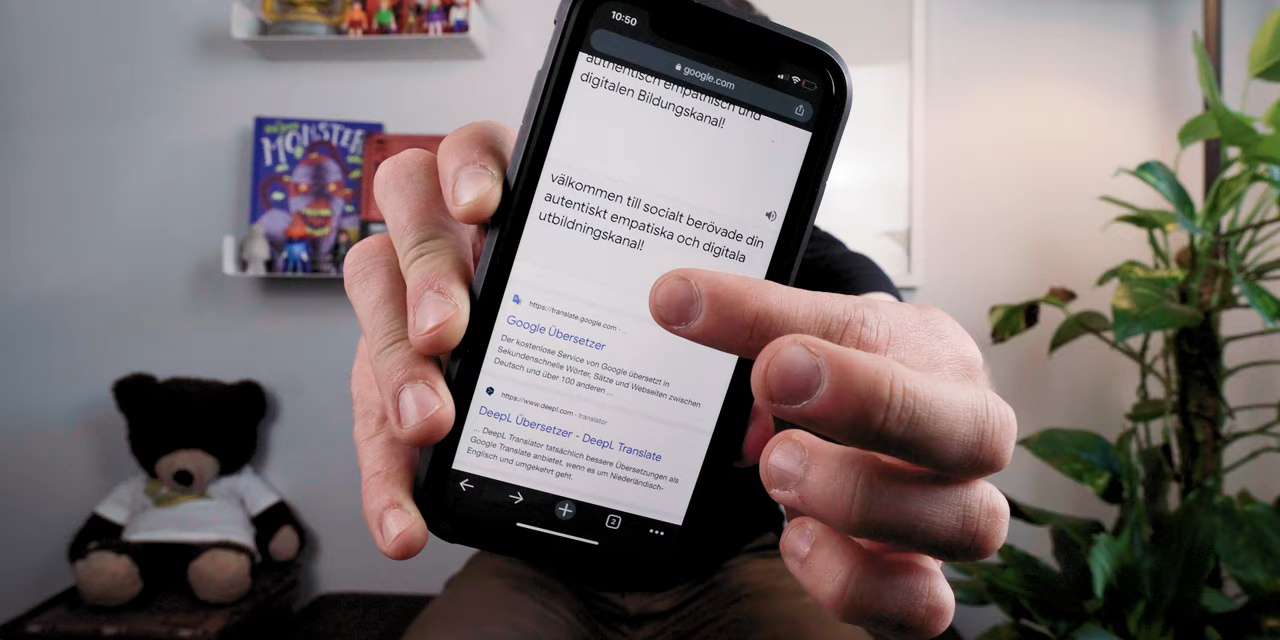 MONSTER
10:50
google.com
authentisch empathisch und
digitalen Bildungskanal!
välkommen till socialt berövade din
autentiskt empatiska och digitala
utbildningskanal!
https://translate.google.com › ...
Google Übersetzer
Der kostenlose Service von Google übersetzt in
Sekundenschnelle Wörter, Sätze und Webseiten zwischen
Deutsch und über 100 anderen ...
https://www.deepl.com › translator
DeepL Übersetzer - DeepL Translate
... DeepL Translator tatsächlich bessere Übersetzungen als
Google Translate anbietet, wenn es um Niederländisch-
Englisch und umgekehrt geht.
2